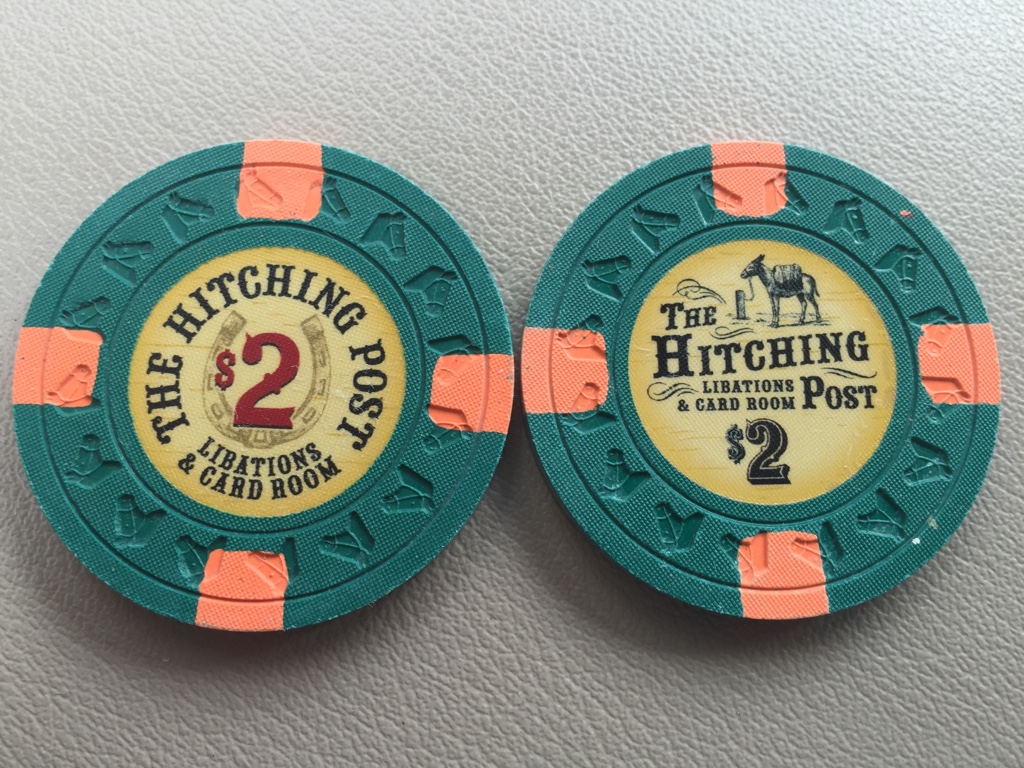 THE HITCHING POST
$2
LIBATIONS
& CARD ROOM
THE
HITCHING
LIBATIONS
& CARD ROOM POST
$2